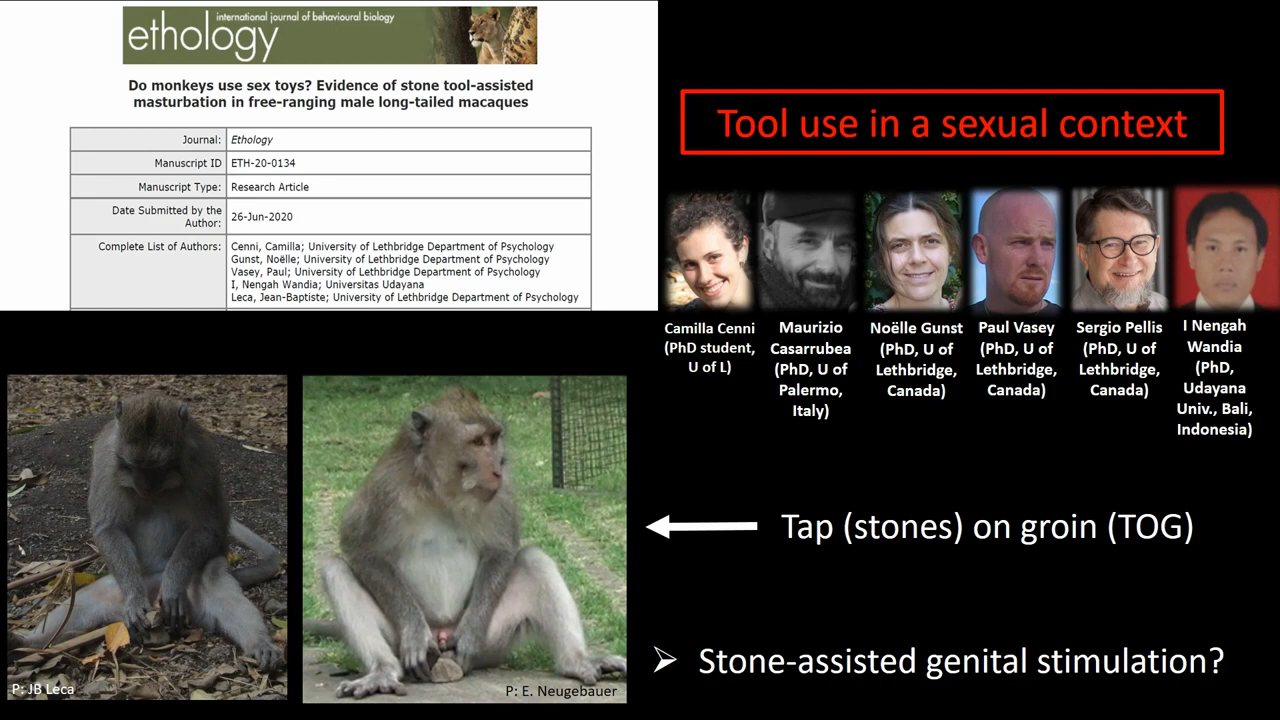 international journal of behavioural biology
ethology
Do monkeys use sex toys? Evidence of stone tool-assisted
masturbation in free-ranging male long-tailed macaques
Journal: Ethology
Manuscript ID ETH-20-0134
Manuscript Type: Research Article
Date Submitted by the
Author: 26-Jun-2020
Complete List of Authors: Cenni, Camilla; University of Lethbridge Department of Psychology
Gunst, Noëlle; University of Lethbridge Department of Psychology
Vasey, Paul; University of Lethbridge Department of Psychology
I, Nengah Wandia; Universitas Udayana
Leca, Jean-Baptiste; University of Lethbridge Department of Psychology
Tool use in a sexual context
Camilla Cenni
(PhD student,
U of L)
Maurizio
Casarrubea
(PhD, U of
Palermo,
Italy)
Noëlle Gunst
(PhD, U of
Lethbridge,
Canada)
Paul Vasey
(PhD, U of
Lethbridge,
Canada)
Sergio Pellis
(PhD, U of
Lethbridge,
Canada)
I Nengah
Wandia
(PhD,
Udayana
Univ., Bali,
Indonesia)
Tap (stones) on groin (TOG)
Stone-assisted genital stimulation?
P: JB Leca
P: E. Neugebauer